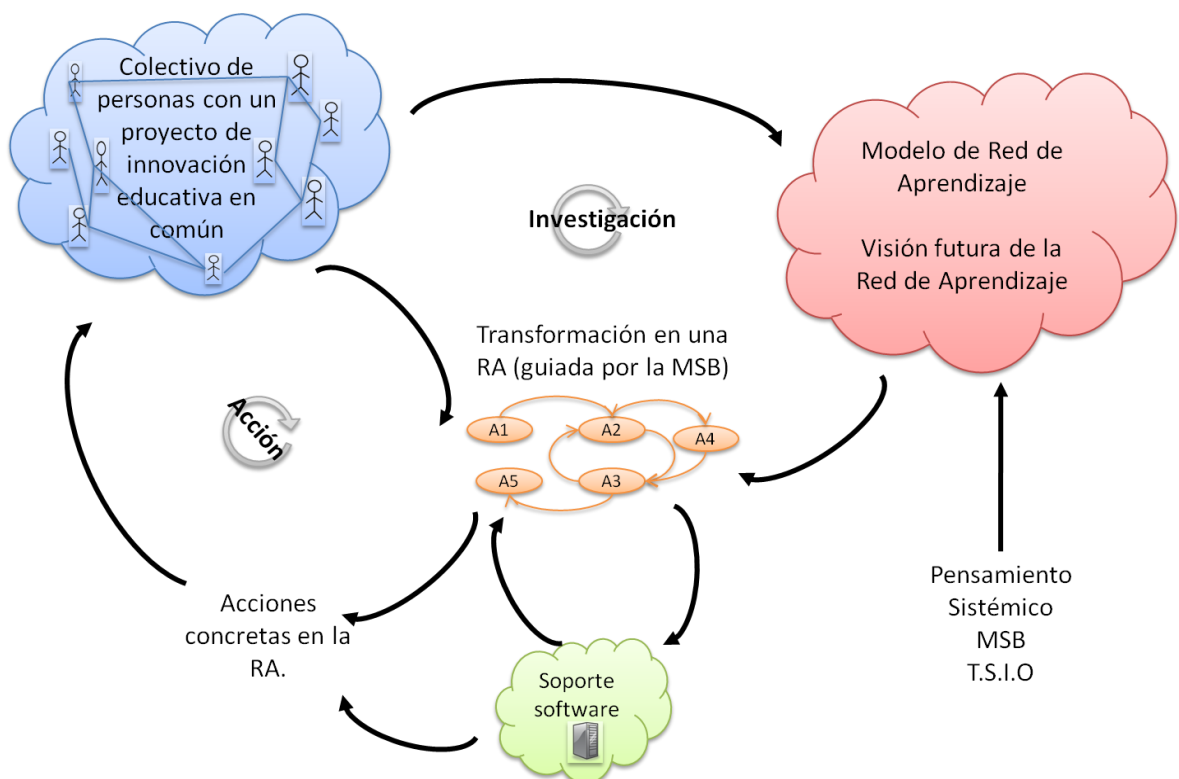 Colectivo de
personas con un
proyecto de
innovación
educativa en
común
Investigación
Modelo de Red de
Aprendizaje
Visión futura de la
Red de Aprendizaje
Transformación en una
RA (guiada por la MSB)
Acción
A1
A2
A4
A5
A3
Acciones
concretas en la
RA.
Soporte
software
Pensamiento
Sistémico
MSB
T.S.I.O